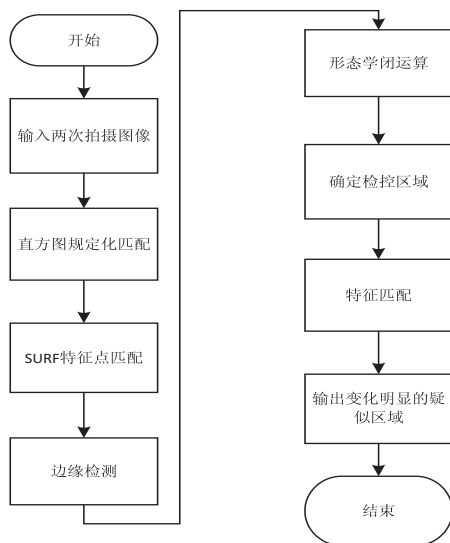 开始
输入两次拍摄图像
直方图规定化匹配
SURF特征点匹配
边缘检测
形态学闭运算
确定检控区域
特征匹配
输出变化明显的疑
似区域
结束